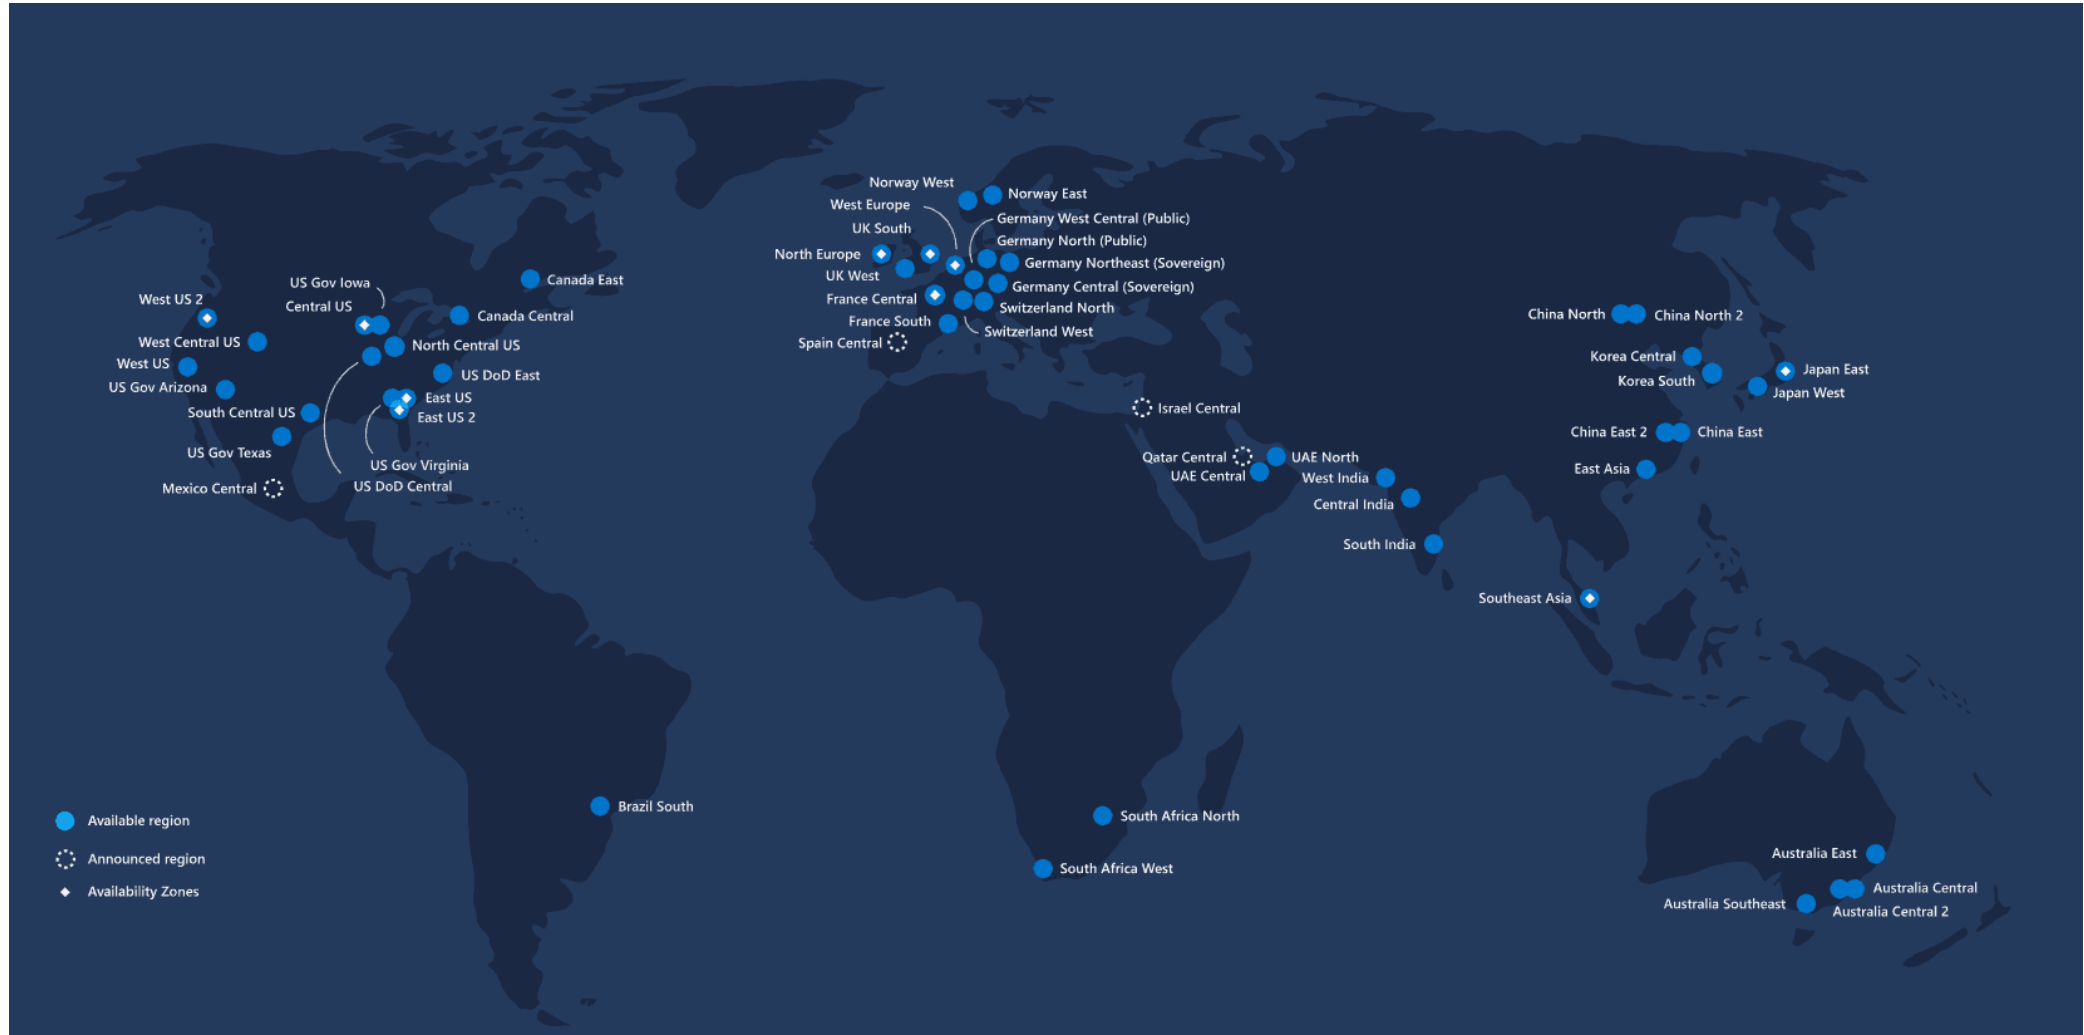 Norway West
Norway East
West Europe
Germany West Central (Public)
UK South
Germany North (Public)
North Europe
Germany Northeast (Sovereign)
UK West
Germany Central (Sovereign)
France Central
Switzerland North
France South
Switzerland West
Spain Central
Canada East
US Gov Iowa
West US 2
Central US
Canada Central
West Central US
North Central US
West US
US DoD East
US Gov Arizona
East US
South Central US
East US 2
US Gov Texas
US Gov Virginia
Mexico Central
US DoD Central
China North
China North 2
Korea Central
Japan East
Korea South
Japan West
Israel Central
China East 2
China East
Qatar Central
UAE North
East Asia
UAE Central
West India
Central India
South India
Southeast Asia
Brazil South
South Africa North
South Africa West
Australia East
Australia Central
Australia Southeast
Australia Central 2
Available region
Announced region
Availability Zones